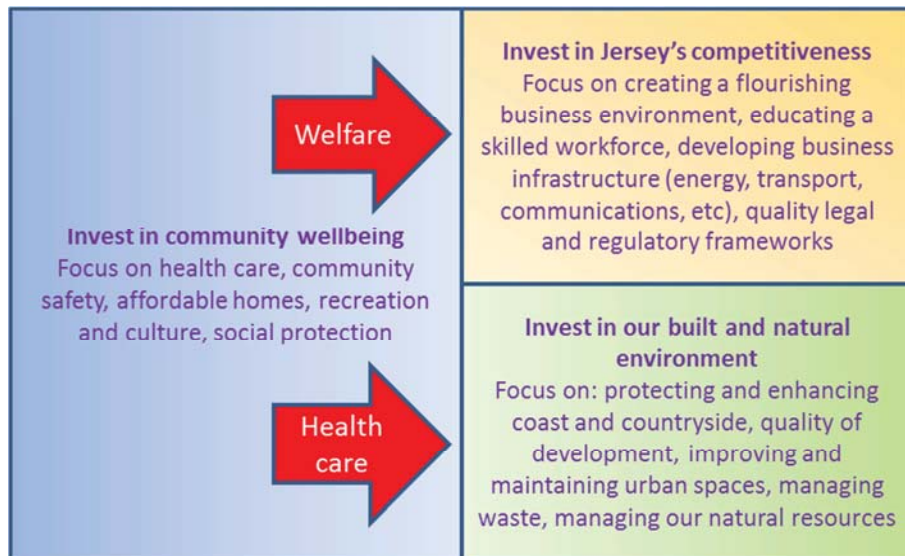 Welfare
Invest in community wellbeing
Focus on health care, community
safety, affordable homes, recreation
and culture, social protection
Health
care
Invest in Jersey's competitiveness
Focus on creating a flourishing
business environment, educating a
skilled workforce, developing business
infrastructure (energy, transport,
communications, etc), quality legal
and regulatory frameworks
Invest in our built and natural
environment
Focus on: protecting and enhancing
coast and countryside, quality of
development, improving and
maintaining urban spaces, managing
waste, managing our natural resources